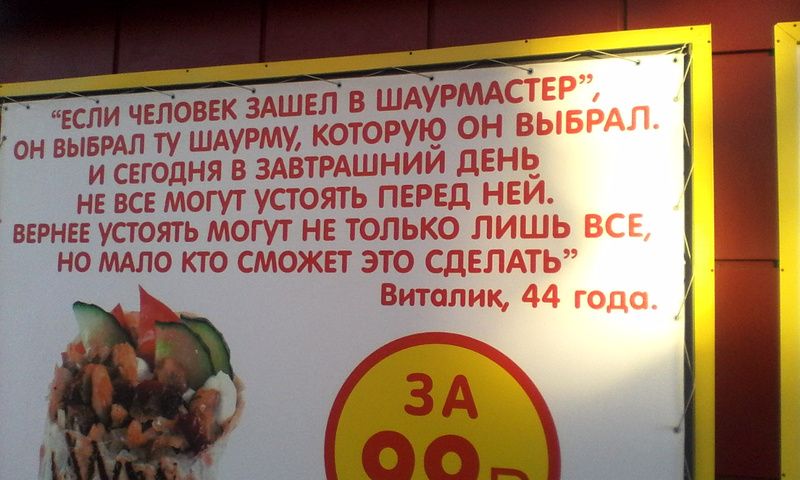 “ЕСЛИ ЧЕЛОВЕК ЗАШЕЛ В ШАУРМАСТЕР”,
ОН ВЫБРАЛ ТУ ШАУРМУ, КОТОРУЮ ОН ВЫБРАЛ.
И СЕГОДНЯ В ЗАВТРАШНИЙ ДЕНЬ
НЕ ВСЕ МОГУТ УСТОЯТЬ ПЕРЕД НЕЙ.
ВЕРНЕЕ УСТОЯТЬ МОГУТ НЕ ТОЛЬКО ЛИШЬ ВСЕ,
НО МАЛО КТО СМОЖЕТ ЭТО СДЕЛАТЬ”
Виталик, 44 года.
ЗА